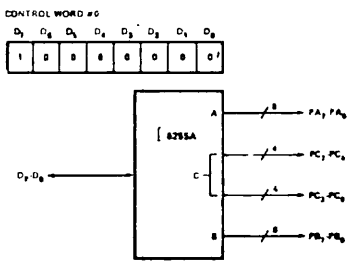 CONTROL WORD #0
D7 D6 D5 D4 D3 D2 D1 D0
1 0 0 0 0 0 0 0
8255A
A
8
PA7-PA0
4
PC7-PC4
C
D7-D0
4
PC3-PC0
B
8
PB7-PB0